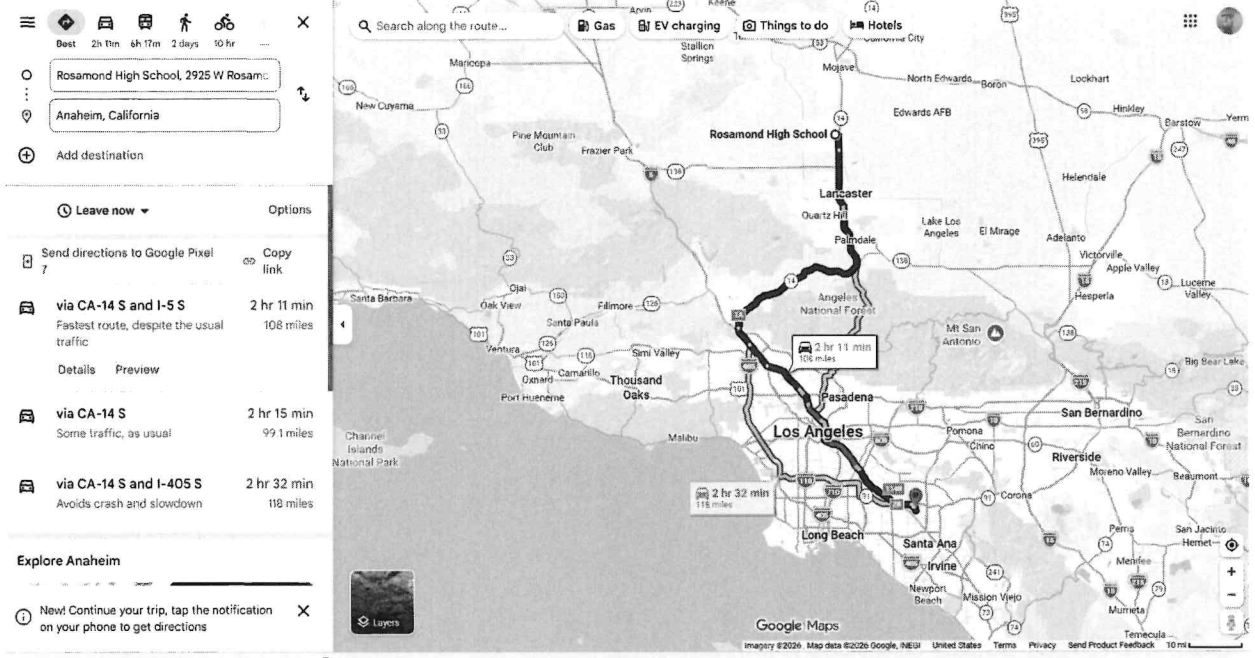 Best
2h 11m
6h 17m
2 days
10 hr
Rosamond High School, 2925 W Rosamc
Anaheim, California
Add destination
Leave now
Options
Send directions to Google Pixel
7
Copy
link
via CA-14 S and I-5 S
2 hr 11 min
Fastest route, despite the usual
traffic
108 miles
Details
Preview
via CA-14 S
2 hr 15 min
Some traffic, as usual
99.1 miles
via CA-14 S and I-405 S
2 hr 32 min
Avoids crash and slowdown
118 miles
Explore Anaheim
New! Continue your trip, tap the notification
on your phone to get directions
Search along the route...
Gas
EV charging
Things to do
Hotels
Keene
Stallion
Springs
California City
Maricopa
Mojave
North Edwards
Boron
Lockhart
New Cuyama
Edwards AFB
Hinkley
Barstow
Yerm
Pine Mountain
Club
Frazier Park
Rosamond High School
Helendale
Lancaster
Quartz Hill
Lake Los
Angeles
El Mirage
Adelanto
Palmdale
Victorville
Apple Valley
Hesperia
Lucerne
Valley
Santa Barbara
Ojai
Oak View
Fillmore
Santa Paula
Angeles
National Forest
Mt San
Antonio
Big Bear Lake
Ventura
Simi Valley
2 hr 11 min
108 miles
Oxnard
Camarillo
Port Hueneme
Thousand
Oaks
Pasadena
San Bernardino
Malibu
Los Angeles
Pomona
Chino
San
Bernardino
National Forest
Channel
Islands
National Park
Riverside
Moreno Valley
Beaumont
2 hr 32 min
118 miles
Corona
Long Beach
Santa Ana
Perris
San Jacinto
Hemet
Irvine
Menifee
Newport
Beach
Mission Viejo
Murrieta
Temecula
Layers
Google Maps
Imagery ©2026, Map data ©2026 Google, INEGI
United States
Terms
Privacy
Send Product Feedback
10 mi